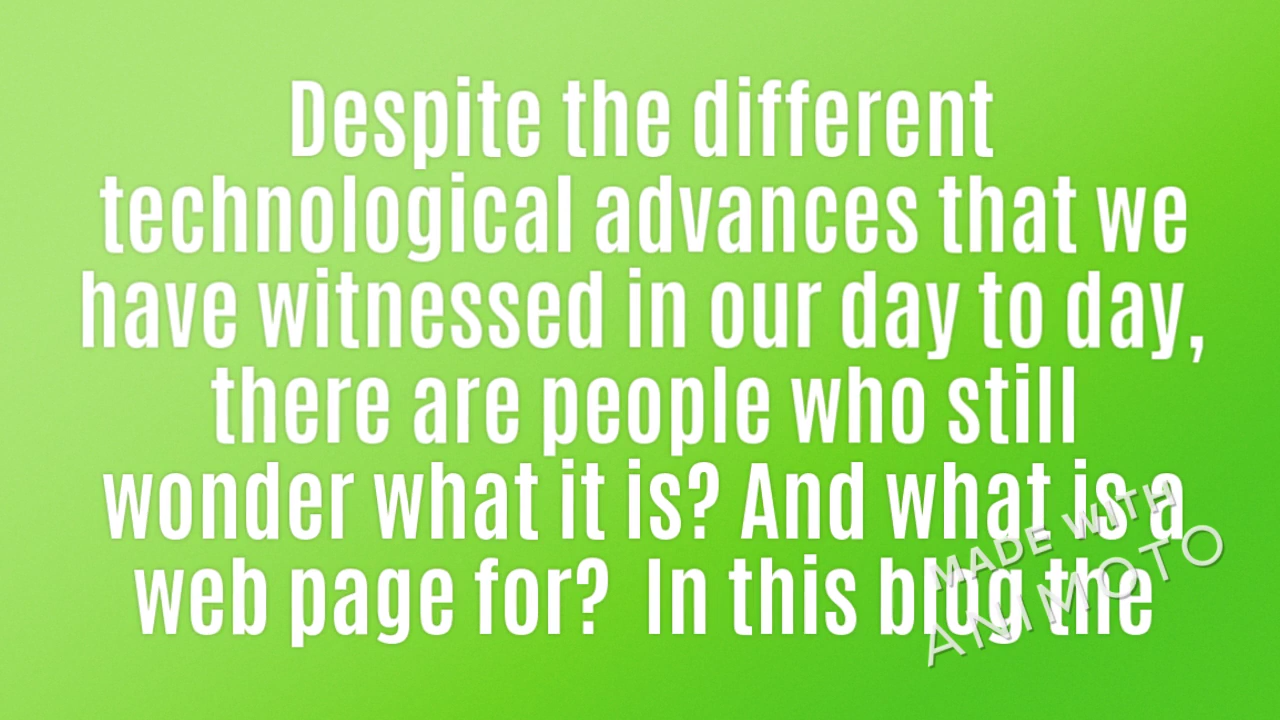 Despite the different
technological advances that we
have witnessed in our day to day,
there are people who still
wonder what it is? And what is a
web page for?  In this blog the
MADE WITH
ANIMOTO